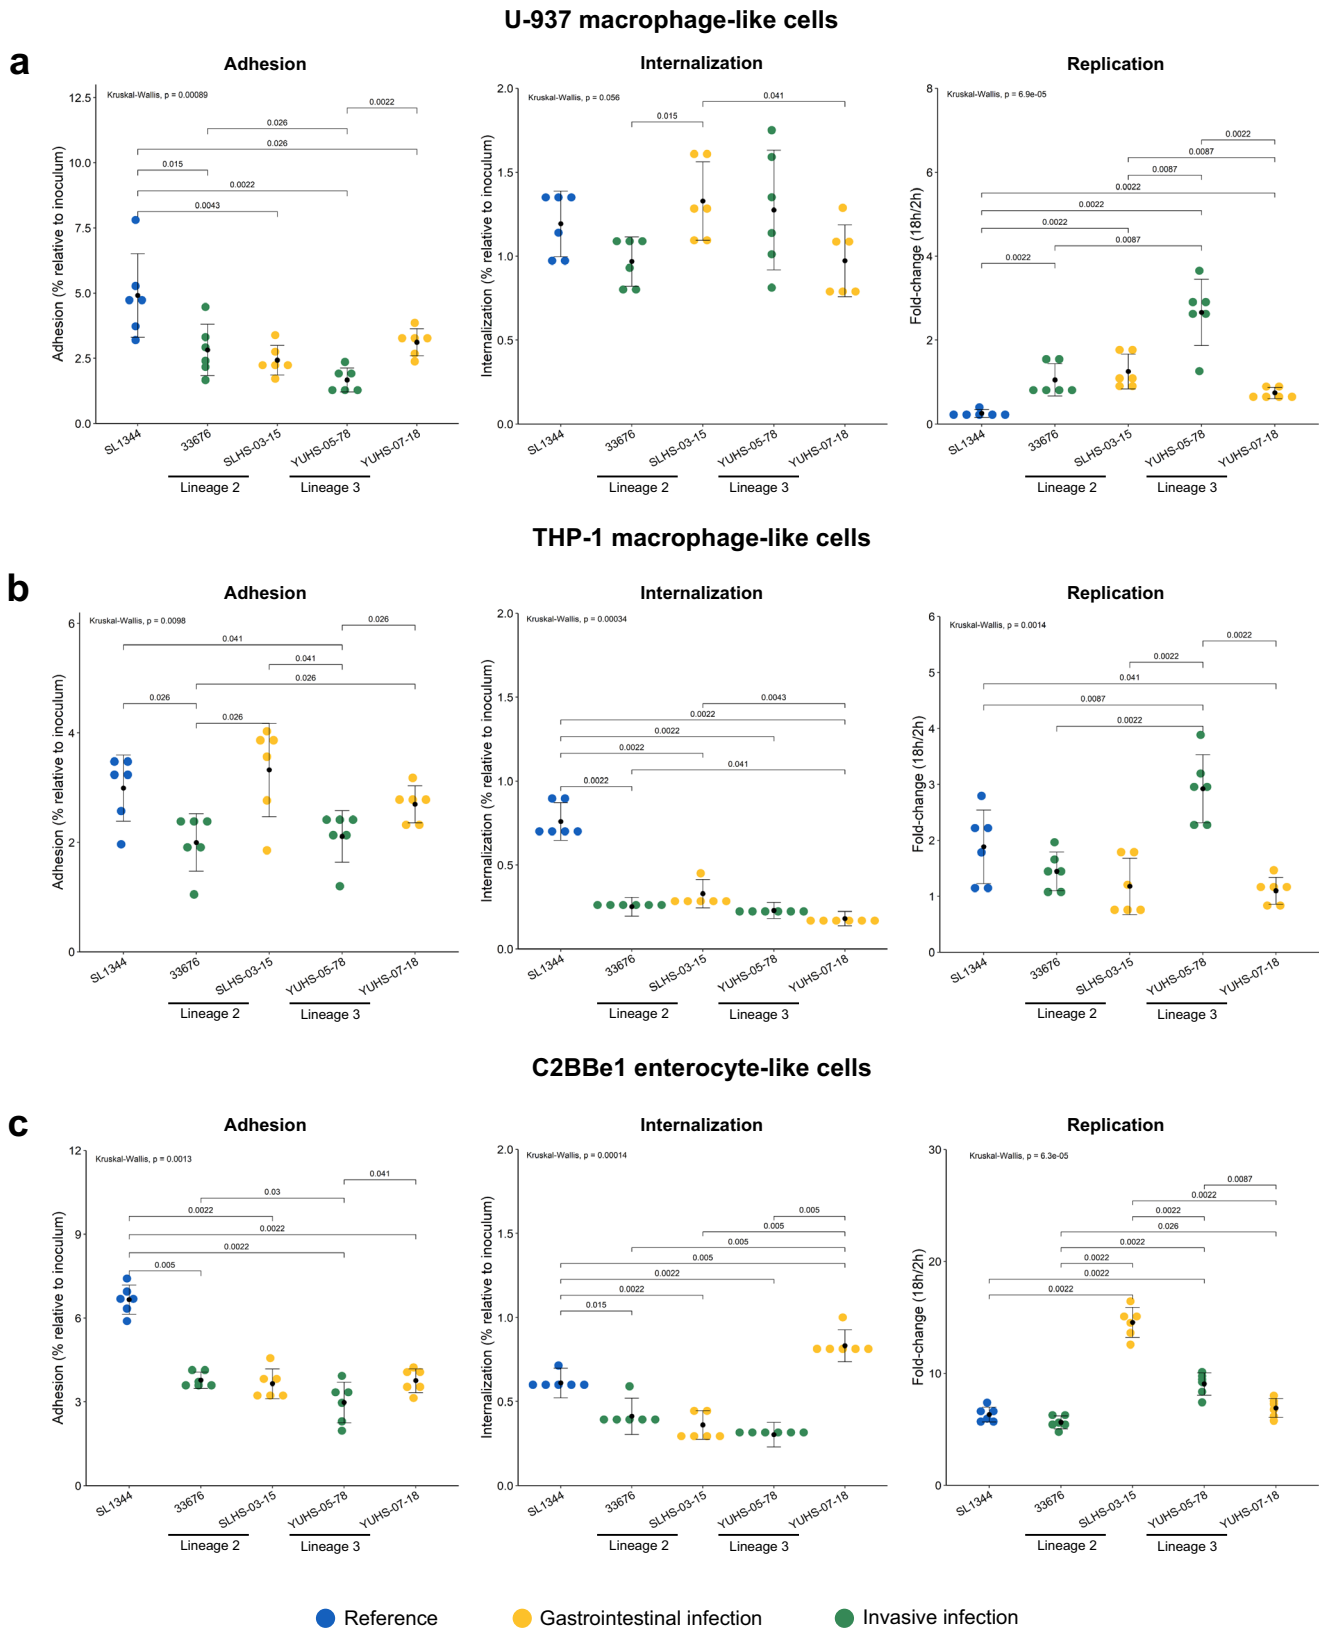 U-937 macrophage-like cells
a
Adhesion
Kruskal-Wallis, p = 0.00089
0.0022
0.026
0.026
0.015
0.0022
0.0043
Adhesion (% relative to inoculum)
12.5
10.0
7.5
5.0
2.5
0.0
SL1344
33676
SLHS-03-15
YUHS-05-78
YUHS-07-18
Lineage 2
Lineage 3
Internalization
Kruskal-Wallis, p = 0.056
0.041
0.015
Internalization (% relative to inoculum)
2.0
1.5
1.0
0.5
0.0
SL1344
33676
SLHS-03-15
YUHS-05-78
YUHS-07-18
Lineage 2
Lineage 3
Replication
Kruskal-Wallis, p = 6.9e-05
0.0022
0.0087
0.0087
0.0022
0.0022
0.0022
0.0087
0.0022
Fold-change (18h/2h)
8
6
4
2
0
SL1344
33676
SLHS-03-15
YUHS-05-78
YUHS-07-18
Lineage 2
Lineage 3
THP-1 macrophage-like cells
b
Adhesion
Kruskal-Wallis, p = 0.0098
0.026
0.041
0.041
0.026
0.026
0.026
Adhesion (% relative to inoculum)
6
4
2
0
SL1344
33676
SLHS-03-15
YUHS-05-78
YUHS-07-18
Lineage 2
Lineage 3
Internalization
Kruskal-Wallis, p = 0.00034
0.0043
0.0022
0.0022
0.0022
0.041
0.0022
Internalization (% relative to inoculum)
2.0
1.5
1.0
0.5
0.0
SL1344
33676
SLHS-03-15
YUHS-05-78
YUHS-07-18
Lineage 2
Lineage 3
Replication
Kruskal-Wallis, p = 0.0014
0.0022
0.0022
0.041
0.0087
0.0022
Fold-change (18h/2h)
6
5
4
3
2
1
0
SL1344
33676
SLHS-03-15
YUHS-05-78
YUHS-07-18
Lineage 2
Lineage 3
C2BBe1 enterocyte-like cells
c
Adhesion
Kruskal-Wallis, p = 0.0013
0.041
0.03
0.0022
0.0022
0.0022
0.005
Adhesion (% relative to inoculum)
12
9
6
3
0
SL1344
33676
SLHS-03-15
YUHS-05-78
YUHS-07-18
Lineage 2
Lineage 3
Internalization
Kruskal-Wallis, p = 0.00014
0.005
0.005
0.005
0.005
0.0022
0.0022
0.015
Internalization (% relative to inoculum)
2.0
1.5
1.0
0.5
0.0
SL1344
33676
SLHS-03-15
YUHS-05-78
YUHS-07-18
Lineage 2
Lineage 3
Replication
Kruskal-Wallis, p = 6.3e-05
0.0087
0.0022
0.0022
0.026
0.0022
0.0022
0.0022
0.0022
Fold-change (18h/2h)
30
20
10
0
SL1344
33676
SLHS-03-15
YUHS-05-78
YUHS-07-18
Lineage 2
Lineage 3
Reference
Gastrointestinal infection
Invasive infection